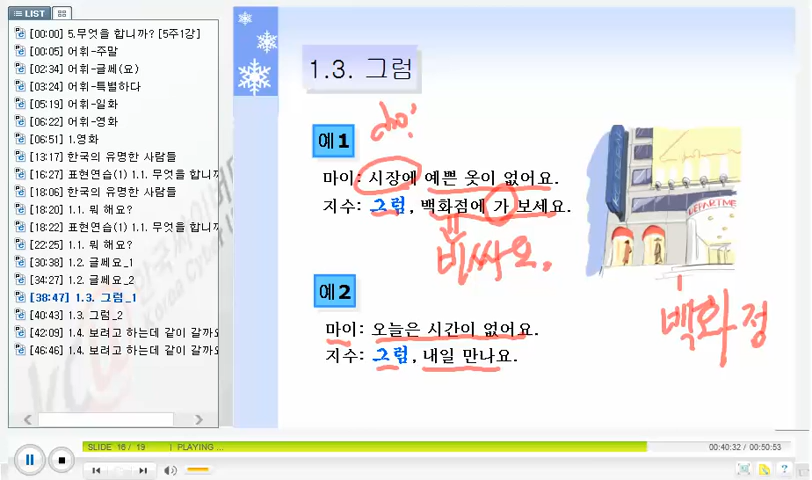 LIST
[00:00] 5.무엇을 합니까? [5주1강]
[00:05] 어휘-주말
[02:34] 어휘-글쎄(요)
[03:24] 어휘-특별하다
[05:19] 어휘-일화
[06:22] 어휘-영화
[06:51] 1.영화
[13:17] 한국의 유명한 사람들
[16:27] 표현연습(1) 1.1. 무엇을
[18:06] 한국의 유명한 사람들
[18:20] 1.1. 뭐 해요?
[18:22] 표현연습(1) 1.1. 무엇을
[22:25] 1.1. 뭐 해요?
[30:38] 1.2. 글쎄요_1
[34:27] 1.2. 글쎄요_2
[38:47] 1.3. 그럼_1
[40:43] 1.3. 그럼_2
[42:09] 1.4. 보려고 하는데 같이 갈까요
[46:46] 1.4. 보려고 하는데 같이 갈까요
1.3. 그럼
chợ!
예1
마이: 시장에 예쁜 옷이 없어요.
지수: 그럼, 백화점에 가 보세요.
비싸요.
DEPARTME
백화정
예2
마이: 오늘은 시간이 없어요.
지수: 그럼, 내일 만나요.
SLIDE 16 / 19 | PLAYING ...
00:40:32 / 00:50:53